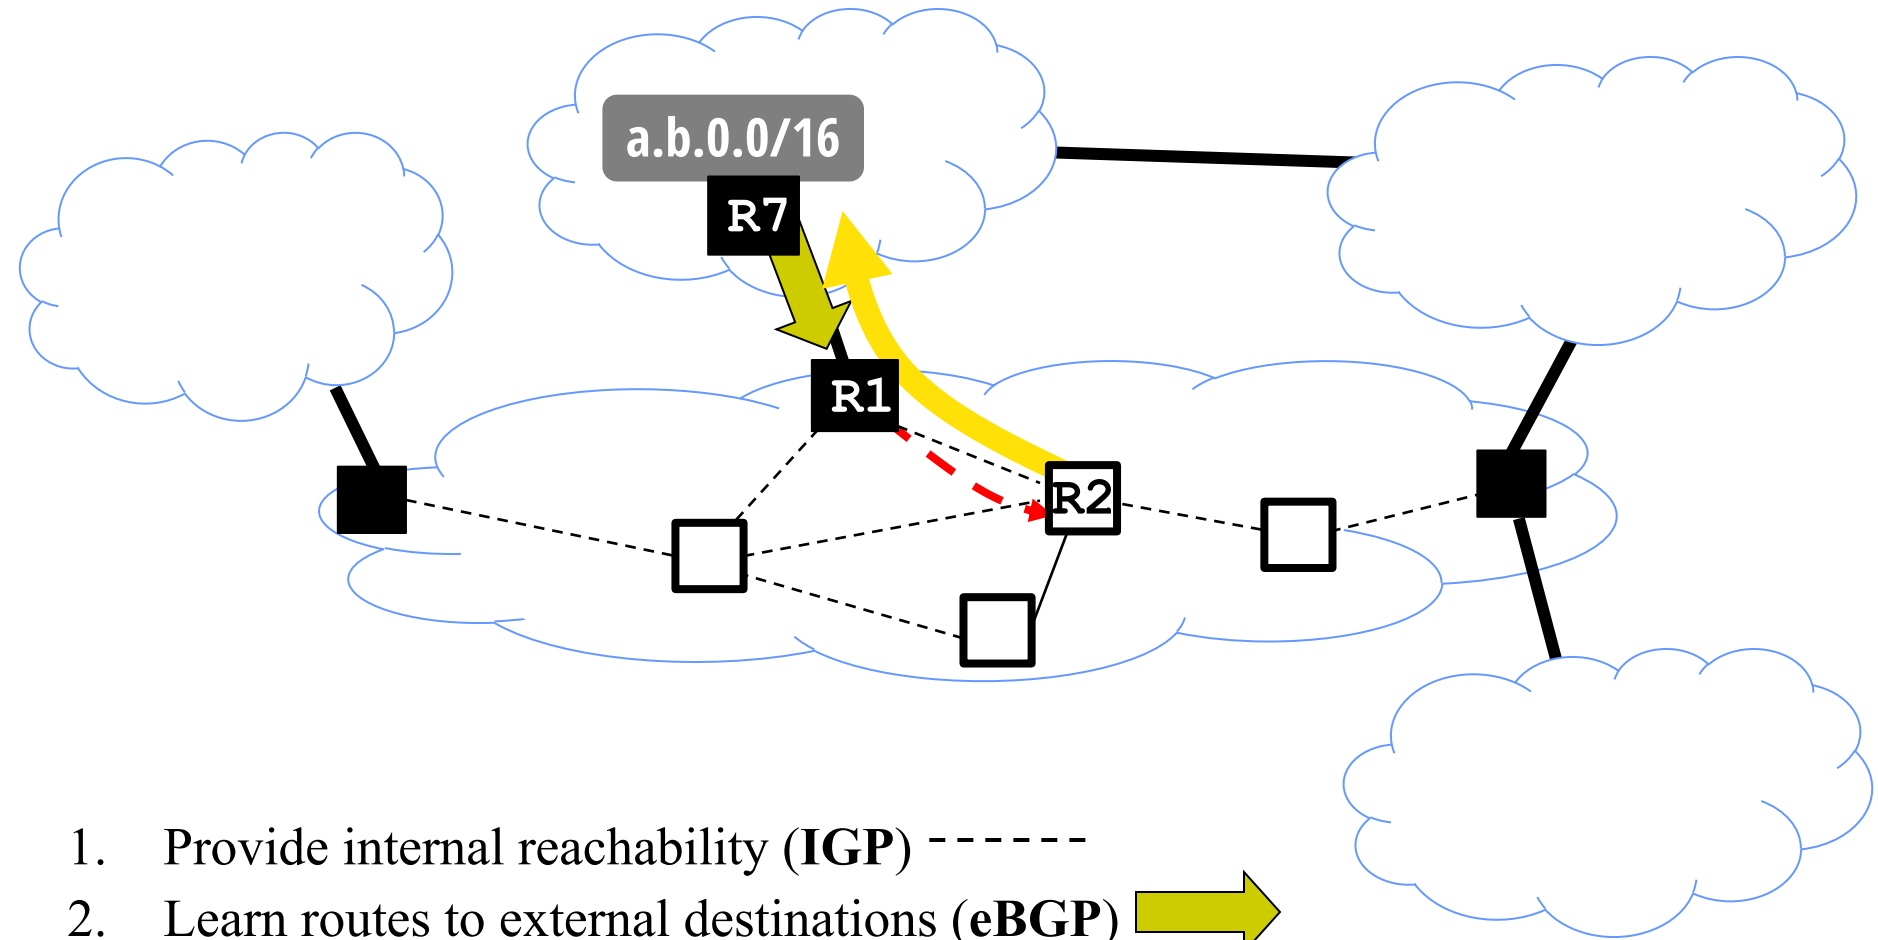 a.b.0.0/16
R7
R1
R2
1. Provide internal reachability (IGP) ------
2. Learn routes to external destinations (eBGP)